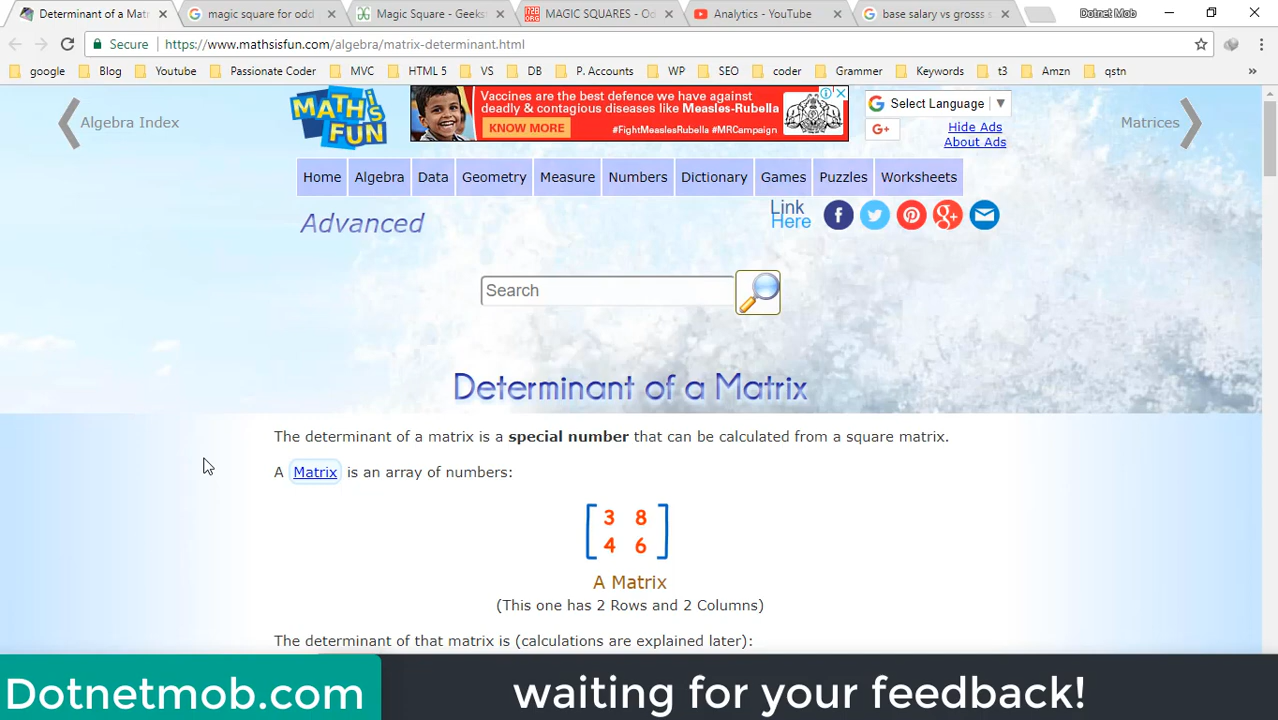 Determinant of a Matri
magic square for odd
Magic Square - Geeks
MAGIC SQUARES - Od
Analytics - YouTube
base salary vs grosss s
Dotnet Mob
Secure
https://www.mathsisfun.com/algebra/matrix-determinant.html
google
Blog
Youtube
Passionate Coder
MVC
HTML 5
VS
DB
P. Accounts
WP
SEO
coder
Grammer
Keywords
t3
Amzn
qstn
Algebra Index
MATH IS FUN
Vaccines are the best defence we have against
deadly & contagious diseases like Measles-Rubella
KNOW MORE
#FightMeaslesRubella #MRCampaign
Select Language
G+
Hide Ads
About Ads
Matrices
Home
Algebra
Data
Geometry
Measure
Numbers
Dictionary
Games
Puzzles
Worksheets
Advanced
Link
Here
Search
Determinant of a Matrix
The determinant of a matrix is a special number that can be calculated from a square matrix.
A Matrix is an array of numbers:
3 8
4 6
A Matrix
(This one has 2 Rows and 2 Columns)
The determinant of that matrix is (calculations are explained later):
Dotnetmob.com
waiting for your feedback!